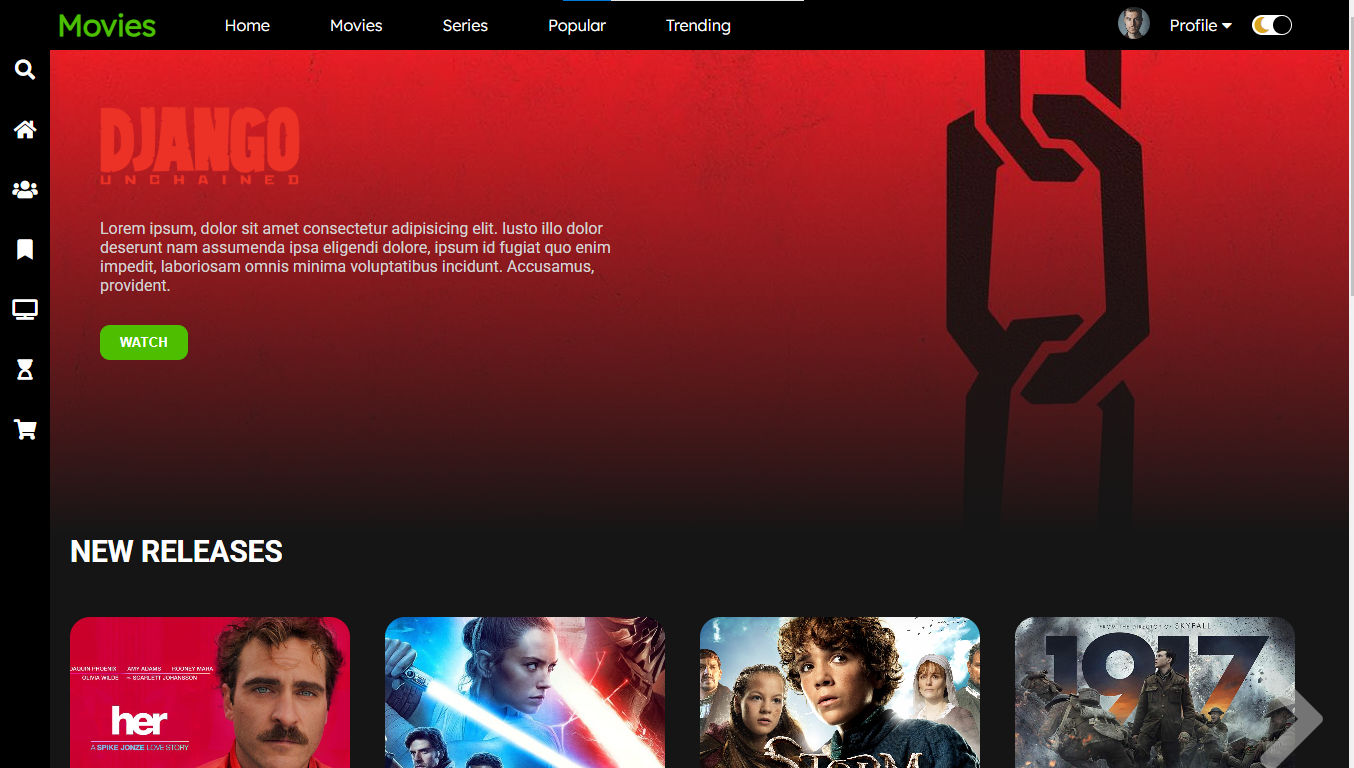 Movies
Home
Movies
Series
Popular
Trending
Profile
DJANGO
UNCHAINED
Lorem ipsum, dolor sit amet consectetur adipisicing elit. Iusto illo dolor
deserunt nam assumenda ipsa eligendi dolore, ipsum id fugiat quo enim
impedit, laboriosam omnis minima voluptatibus incidunt. Accusamus,
provident.
WATCH
NEW RELEASES
JOAQUIN PHOENIX AMY ADAMS ROONEY MARA
OLIVIA WILDE AND SCARLETT JOHANSSON
her
A SPIKE JONZE LOVE STORY
STORM
FROM THE DIRECTOR OF SKYFALL
1917